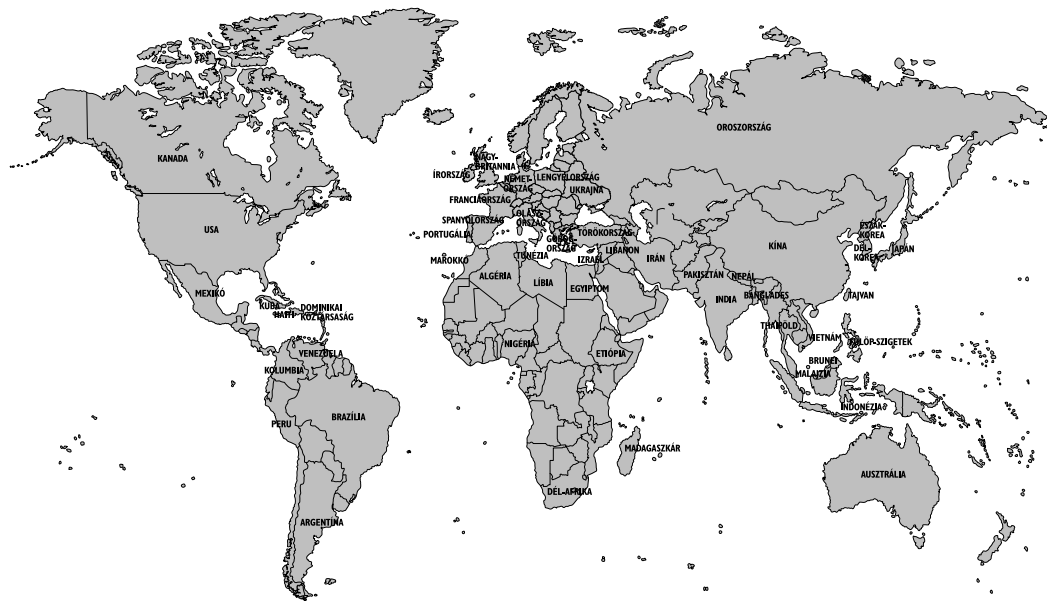 OROSZORSZÁG
KANADA
NAGY-
BRITANNIA
ÍRORSZÁG
NÉMET-
ORSZÁG
LENGYELORSZÁG
UKRAJNA
FRANCIAORSZÁG
OLASZ-
ORSZÁG
SPANYOLORSZÁG
PORTUGÁLIA
GÖRÖG-
ORSZÁG
TÖRÖKORSZÁG
USA
ÉSZAK-
KOREA
DÉL-
KOREA
JAPÁN
KÍNA
MAROKKÓ
TUNÉZIA
IZRAEL
LIBANON
IRÁN
ALGÉRIA
LÍBIA
EGYIPTOM
PAKISZTÁN
NEPÁL
INDIA
BANGLADES
TAJVAN
MEXIKÓ
KUBA
HAITI
DOMINIKAI
KÖZTÁRSASÁG
THAIFÖLD
VIETNÁM
FÜLÖP-SZIGETEK
NIGÉRIA
ETIÓPIA
VENEZUELA
KOLUMBIA
BRUNEI
MALAJZIA
INDONÉZIA
BRAZÍLIA
PERU
MADAGASZKÁR
AUSZTRÁLIA
DÉL-AFRIKA
ARGENTÍNA